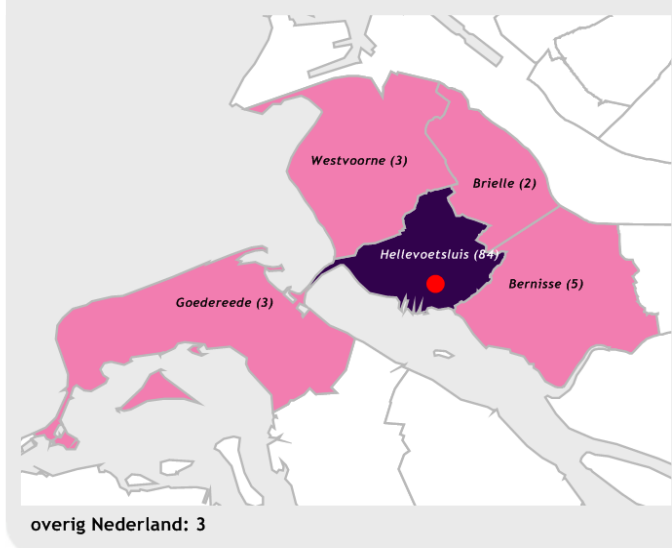 Westvoorne (3)
Brielle (2)
Hellevoetsluis (84)
Bernisse (5)
Goedereede (3)
overig Nederland: 3